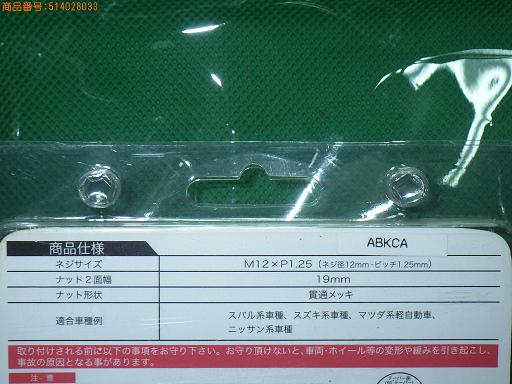 商品番号:514028033
ABKCA
商品仕様
ネジサイズ M12×P1.25（ネジ径12mm・ピッチ1.25mm）
ナット2面幅 19mm
ナット形状 貫通メッキ
適合車種例 スバル系車種、スズキ系車種、マツダ系軽自動車、
ニッサン系車種
取り付けされる前に以下の事項をお守り下さい。お守り頂けないと、車両・ホイール等の変形や緩みを引き起こし、
事故の原因となる事があります。
注意